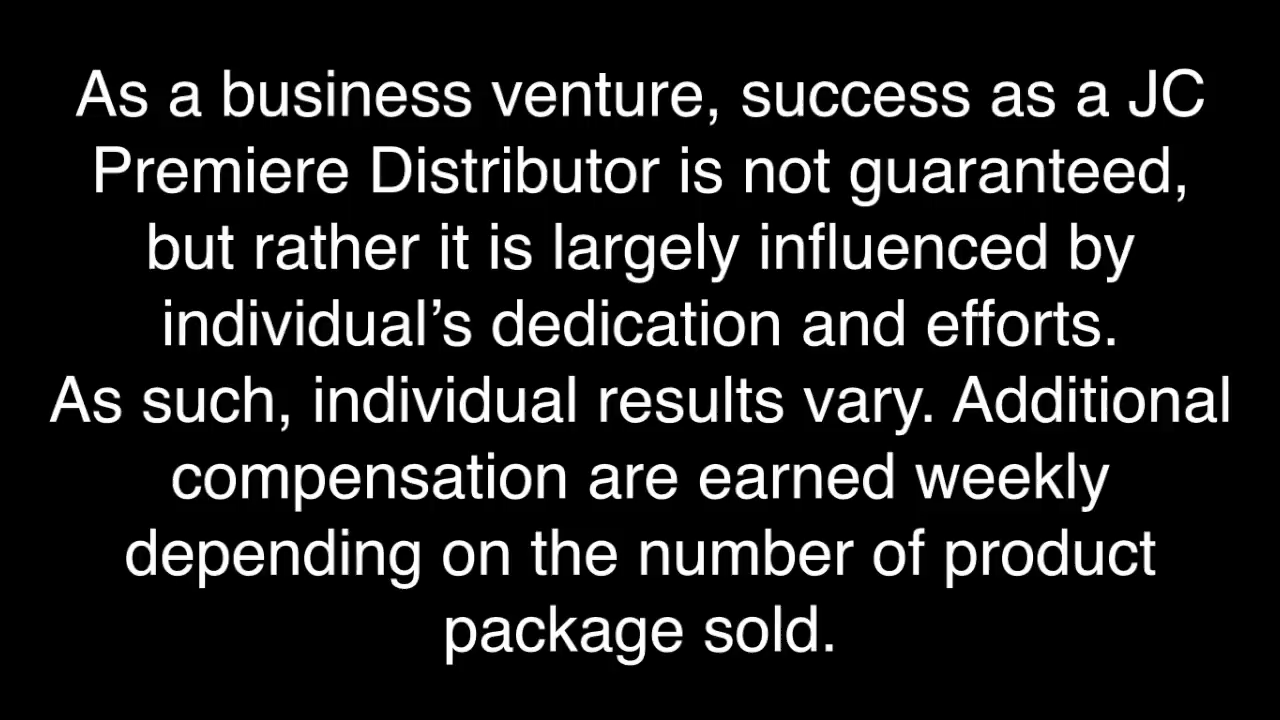 As a business venture, success as a JC
Premiere Distributor is not guaranteed,
but rather it is largely influenced by
individual’s dedication and efforts.
As such, individual results vary. Additional
compensation are earned weekly
depending on the number of product
package sold.